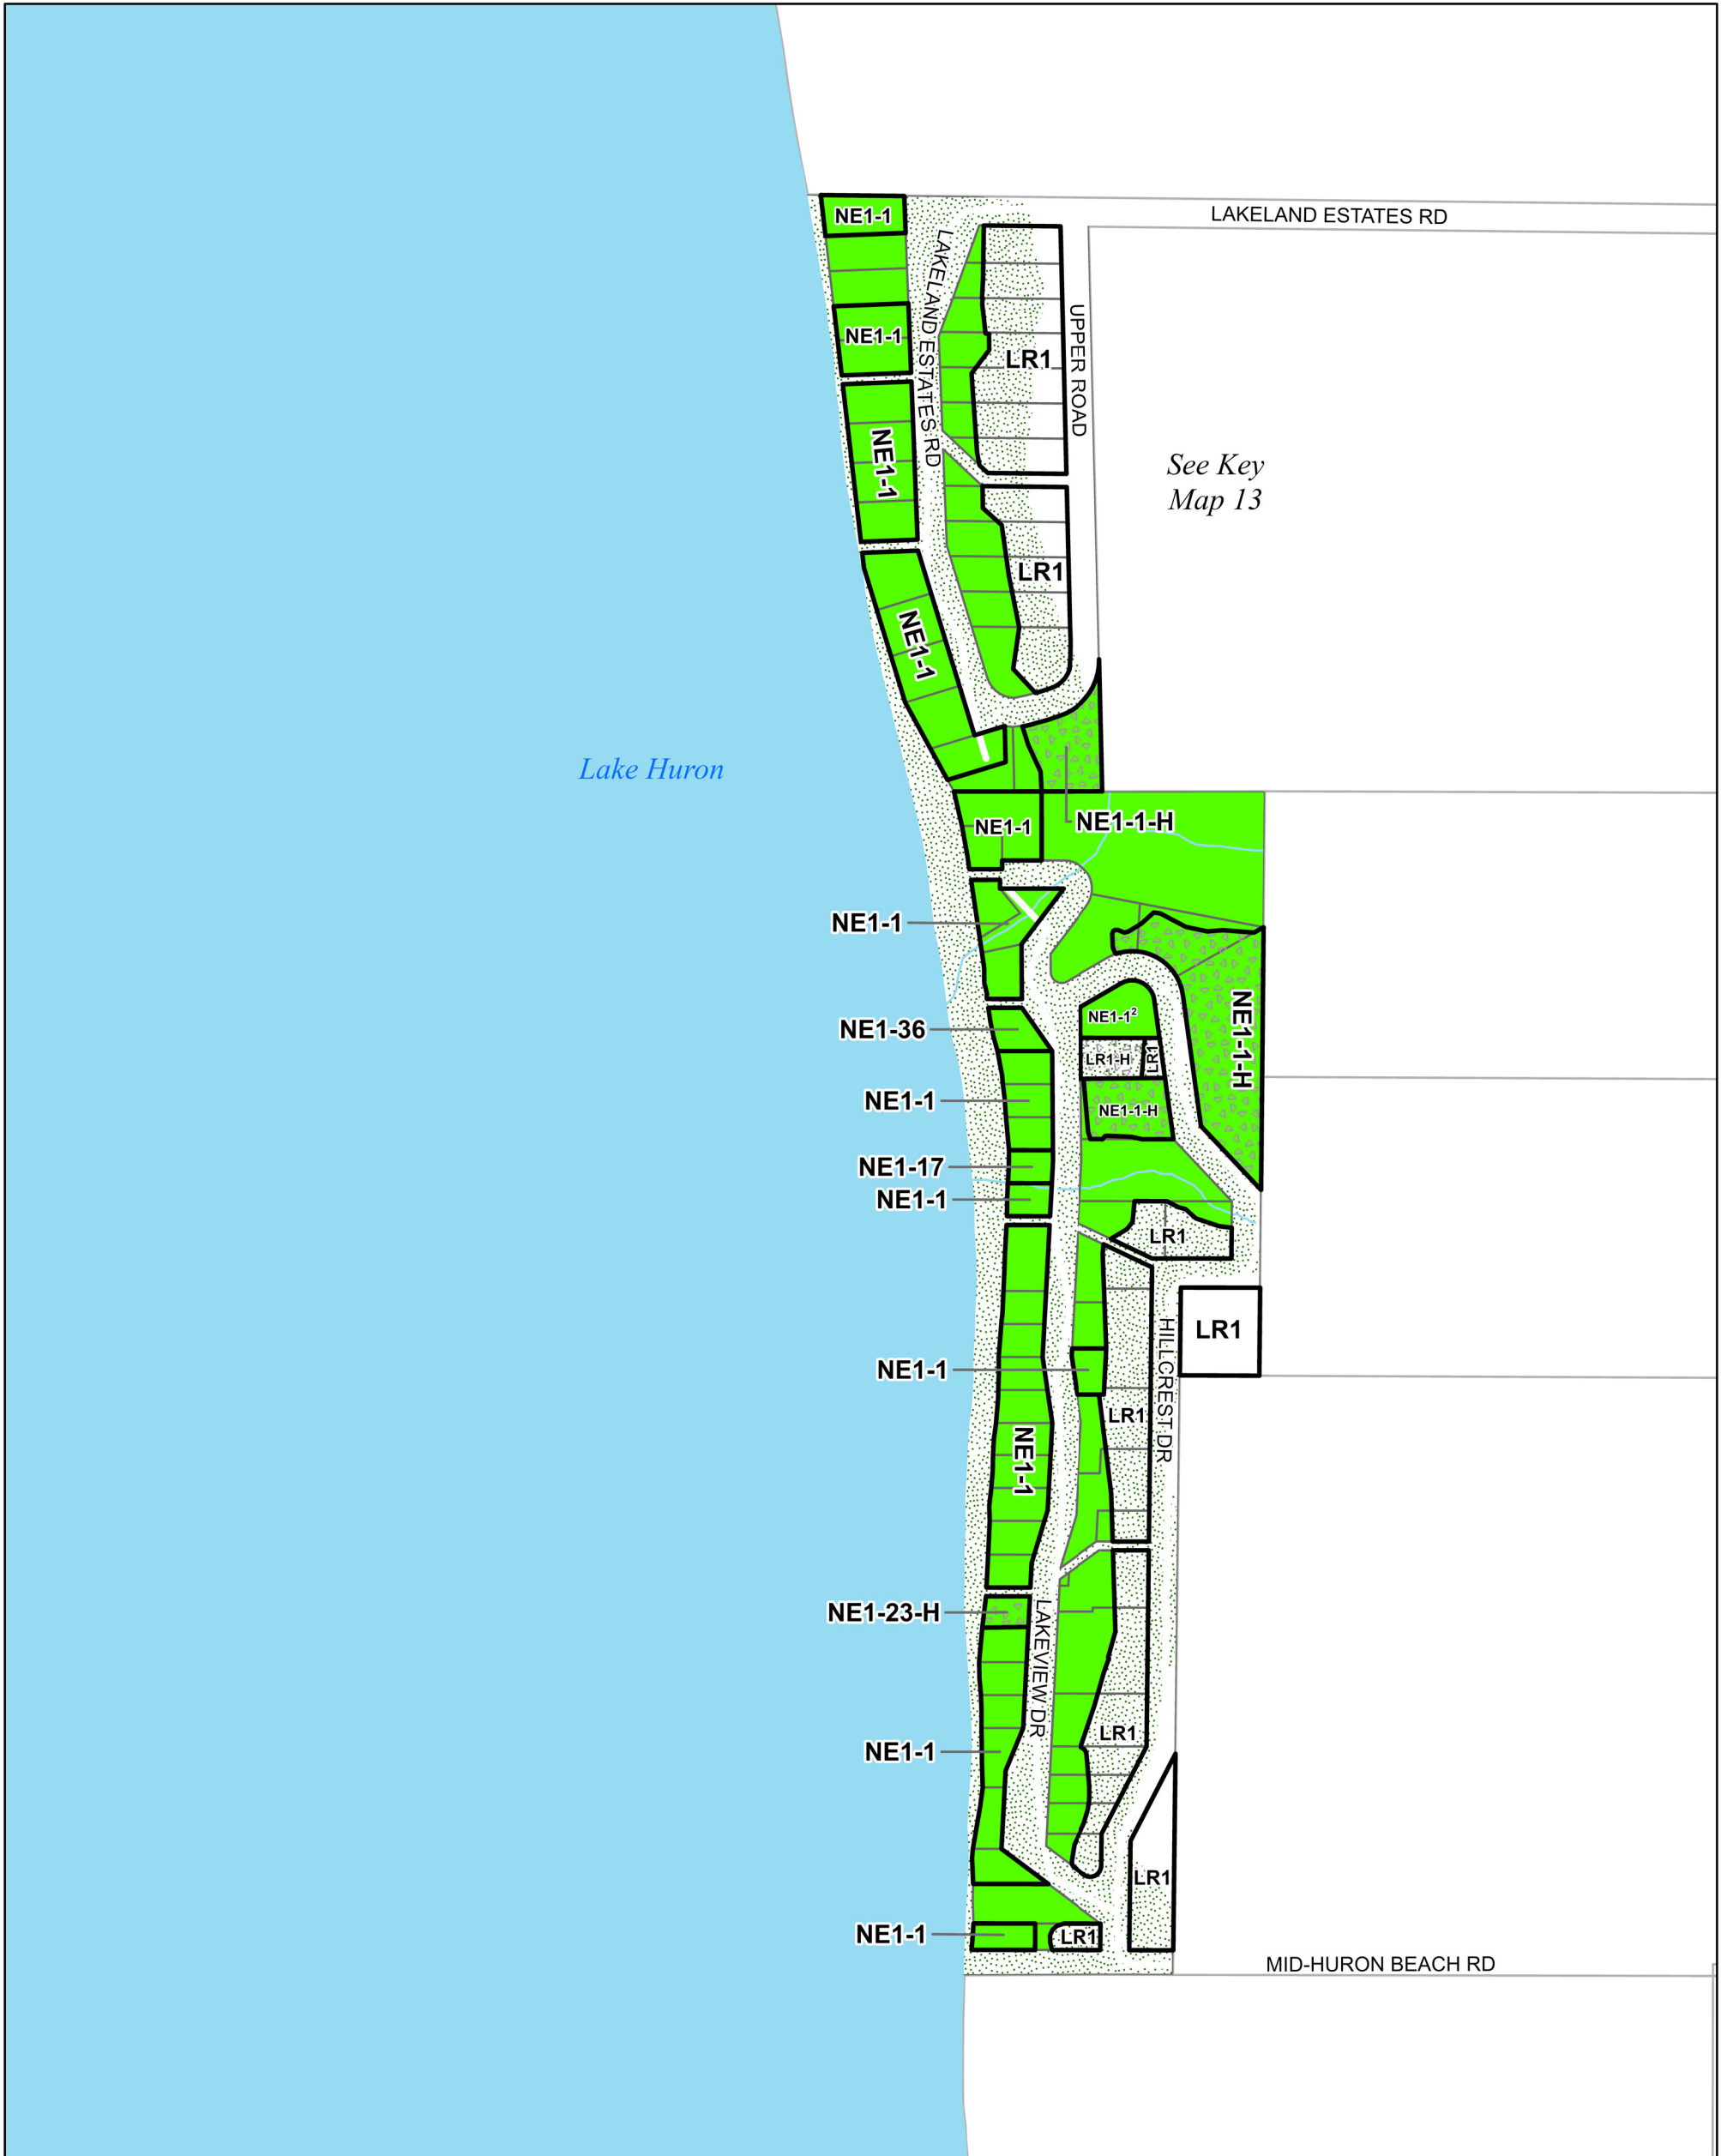 NE1-1
LAKELAND ESTATES RD
LAKELAND ESTATES RD
NE1-1
UPPER ROAD
LR1
NE1-1
See Key
Map 13
LR1
NE1-1
Lake Huron
NE1-1
NE1-1-H
NE1-1
NE1-36
NE1-1²
NE1-1-H
LR1-H
LR1
NE1-1
NE1-1-H
NE1-17
NE1-1
LR1
LR1
HILLCREST DR
NE1-1
LR1
NE1-1
NE1-23-H
LAKEVIEW DR
LR1
NE1-1
LR1
NE1-1
LR1
MID-HURON BEACH RD